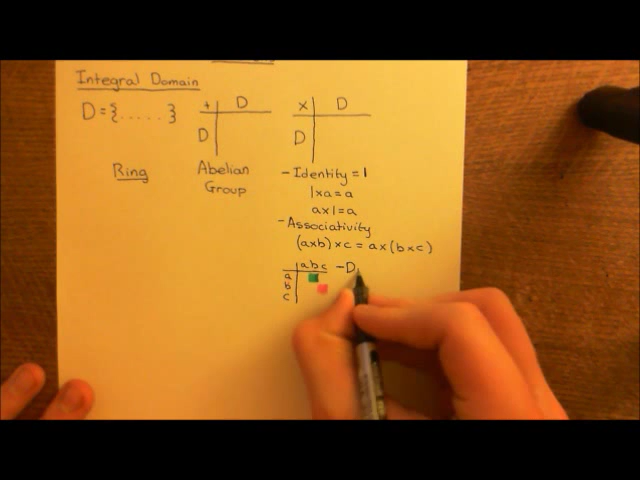 Integral Domain
D = {.....}
+ D
D
x D
D
Ring
Abelian
Group
- Identity = 1
1xa = a
ax1 = a
- Associativity
(axb) x c = a x (b x c)
a b c
a
b
c
- D